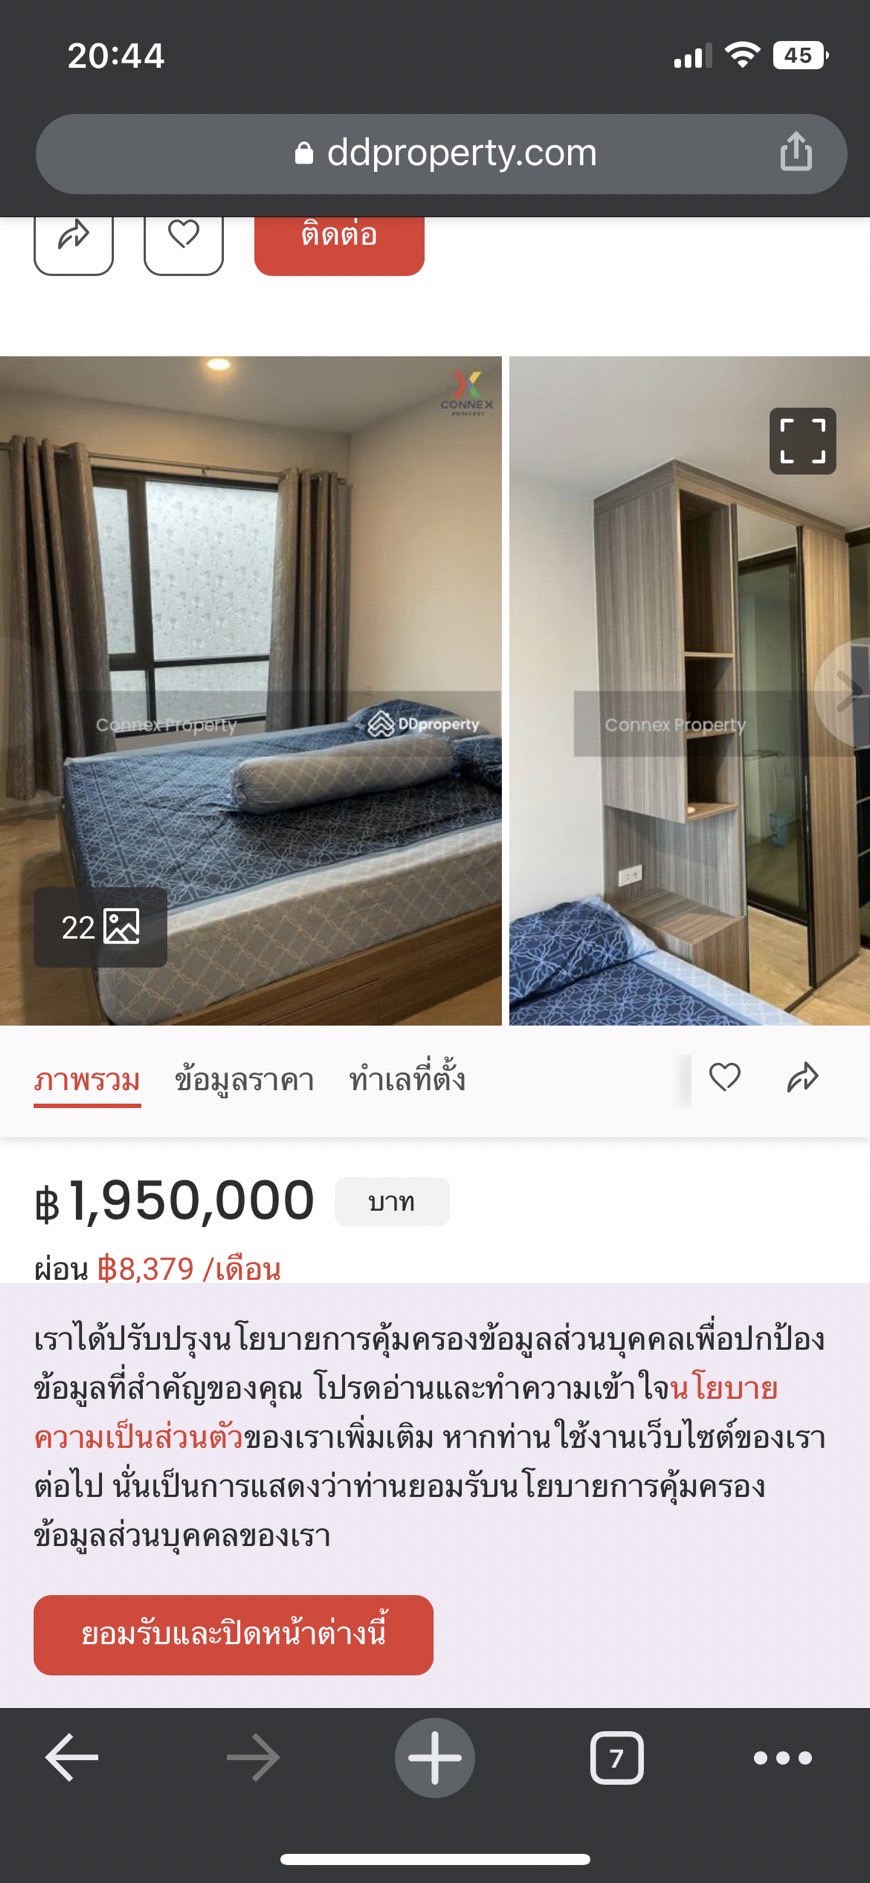 20:44
45
ddproperty.com
ติดต่อ
CONNEX
PROPERTY
Connex Property
DDproperty
Connex Property
22
ภาพรวม ข้อมูลราคา ทำเลที่ตั้ง
฿ 1,950,000 บาท
ผ่อน ฿8,379 /เดือน
เราได้ปรับปรุงนโยบายการคุ้มครองข้อมูลส่วนบุคคลเพื่อปกป้อง
ข้อมูลที่สำคัญของคุณ โปรดอ่านและทำความเข้าใจนโยบาย
ความเป็นส่วนตัวของเราเพิ่มเติม หากท่านใช้งานเว็บไซต์ของเรา
ต่อไป นั่นเป็นการแสดงว่าท่านยอมรับนโยบายการคุ้มครอง
ข้อมูลส่วนบุคคลของเรา
ยอมรับและปิดหน้าต่างนี้
7